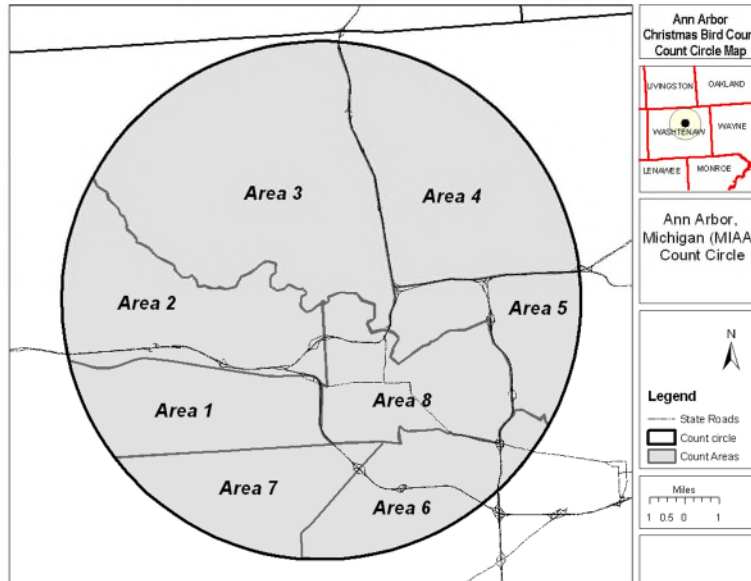 Ann Arbor
Christmas Bird Coun
Count Circle Map
LIVINGSTON
OAKLAND
WASHTENAW
WAYNE
LENAWEE
MONROE
Ann Arbor,
Michigan (MIAA
Count Circle
N
Legend
State Roads
Count circle
Count Areas
Miles
1 0.5 0 1
Area 3
Area 4
Area 2
Area 5
Area 1
Area 8
Area 7
Area 6